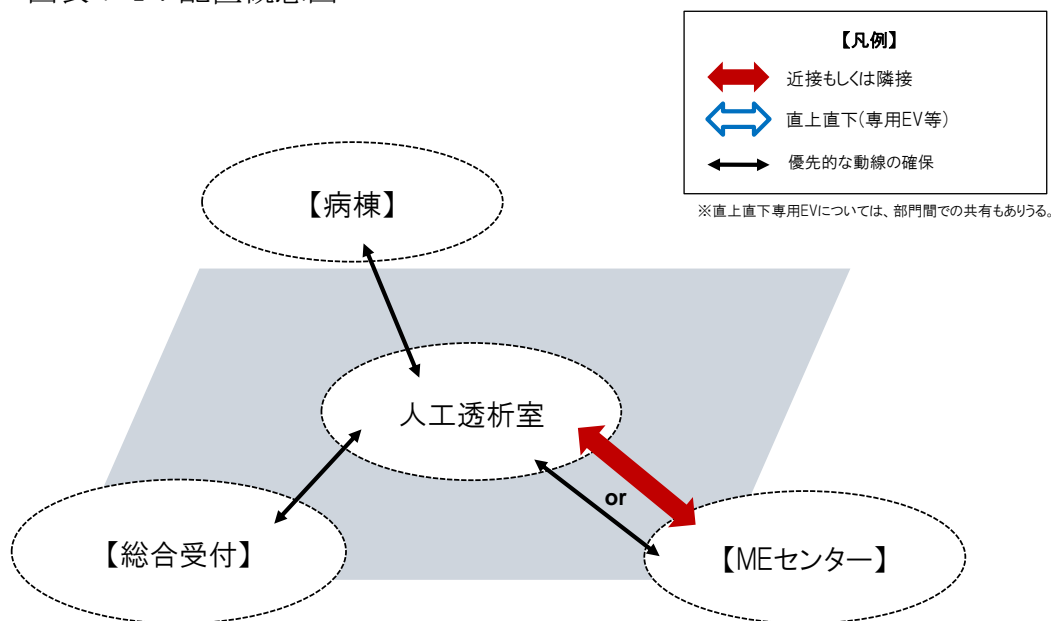 【凡例】
近接もしくは隣接
直上直下(専用EV等)
優先的な動線の確保
※直上直下専用EVについては、部門間での共有もありうる。
【病棟】
人工透析室
or
【総合受付】
【MEセンター】